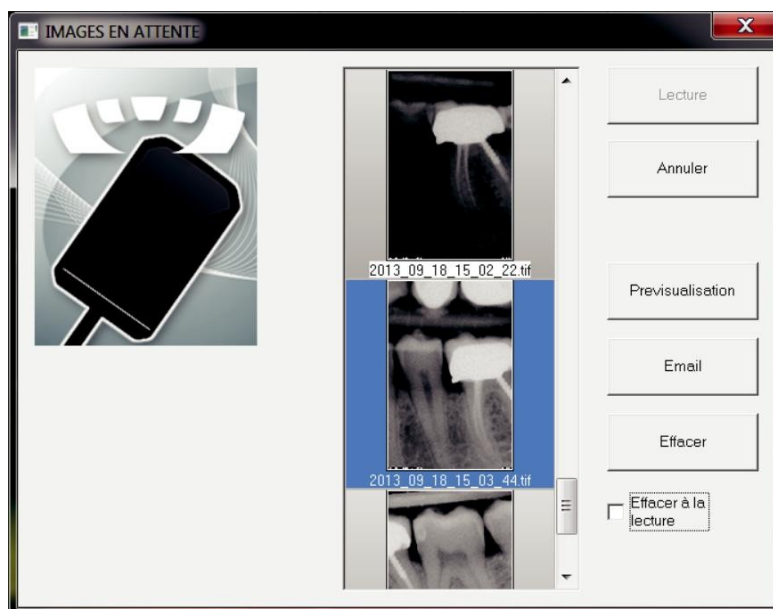 IMAGES EN ATTENTE
Lecture
Annuler
2013_09_18_15_02_22.tif
Previsualisation
Email
Effacer
2013_09_18_15_03_44.tif
Effacer à la
lecture